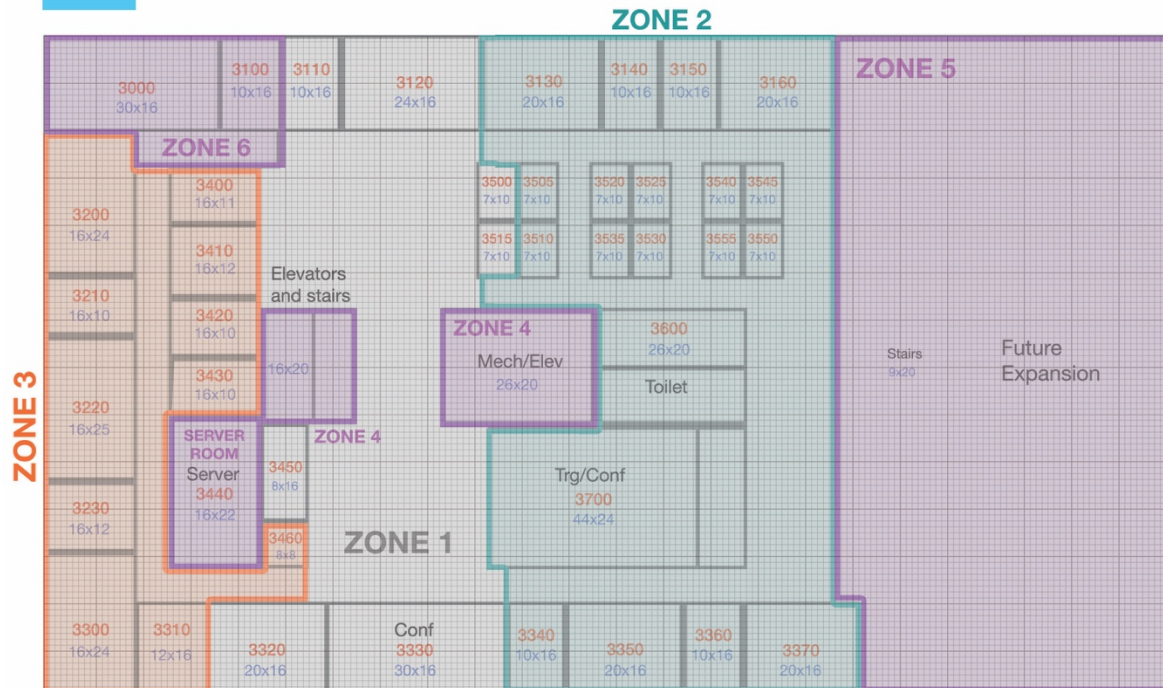 ZONE 2
3000
30x16
3100
10x16
3110
10x16
3120
24x16
3130
20x16
3140
10x16
3150
10x16
3160
20x16
ZONE 5
ZONE 6
3200
16x24
3400
16x11
3500
7x10
3505
7x10
3520
7x10
3525
7x10
3540
7x10
3545
7x10
3515
7x10
3510
7x10
3535
7x10
3530
7x10
3555
7x10
3550
7x10
3410
16x12
Elevators
and stairs
3210
16x10
3420
16x10
16x20
ZONE 4
Mech/Elev
26x20
3600
26x20
Toilet
Stairs
9x20
Future
Expansion
ZONE 3
3220
16x25
3430
16x10
SERVER
ROOM
Server
3440
16x22
ZONE 4
3450
8x16
Trg/Conf
3700
44x24
3230
16x12
3460
8x8
ZONE 1
3300
16x24
3310
12x16
3320
20x16
Conf
3330
30x16
3340
10x16
3350
20x16
3360
10x16
3370
20x16